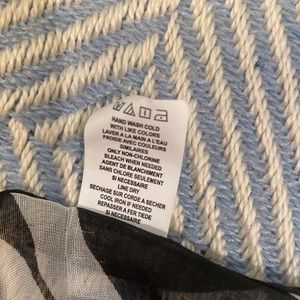 HAND WASH COLD
WITH LIKE COLORS
LAVER A LA MAIN A L'EAU
FROIDE AVEC COULEURS
SIMILAIRES
ONLY NON-CHLORINE
BLEACH WHEN NEEDED
AGENT DE BLANCHIMENT
SANS CHLORE SEULEMENT
SI NECESSAIRE
LINE DRY
SECHAGE SUR CORDE A SECHER
COOL IRON IF NEEDED
REPASSER A FER TIEDE
SI NECESSAIRE